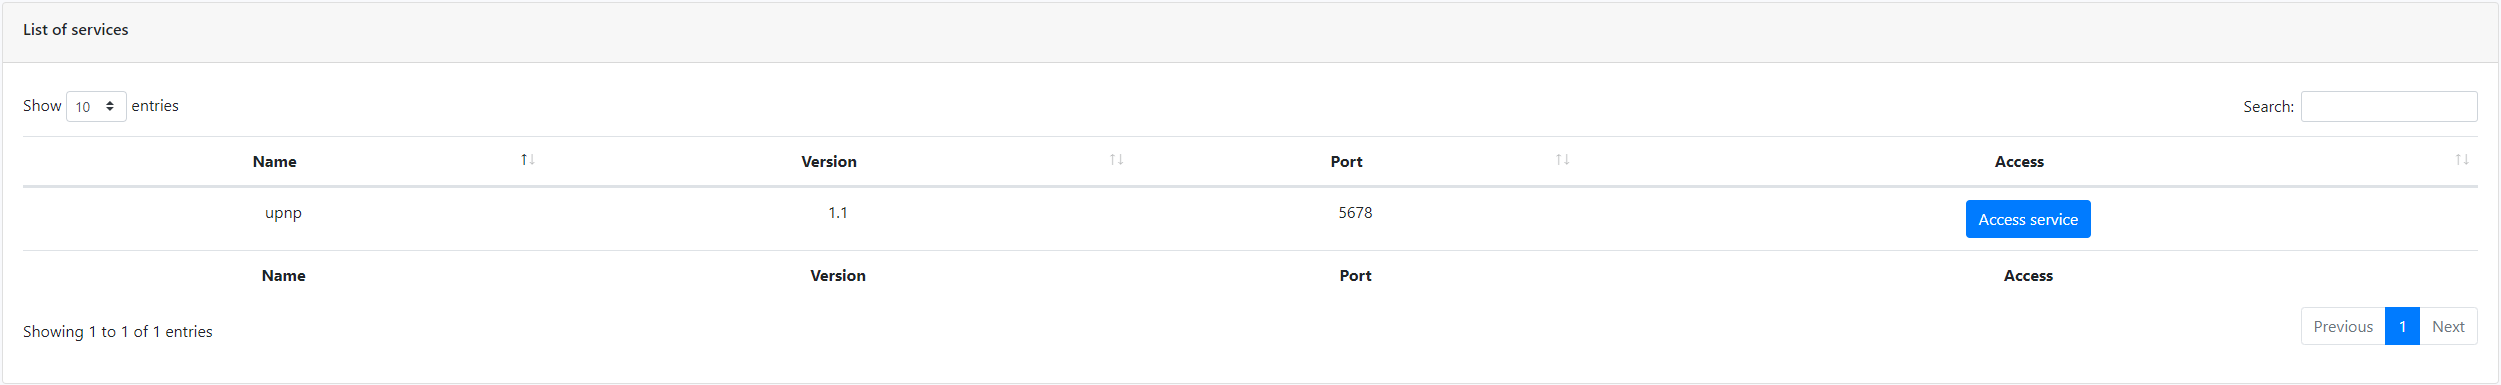 List of services
Show 10 entries
Search:
Name Version Port Access
upnp 1.1 5678 Access service
Name Version Port Access
Showing 1 to 1 of 1 entries
Previous 1 Next